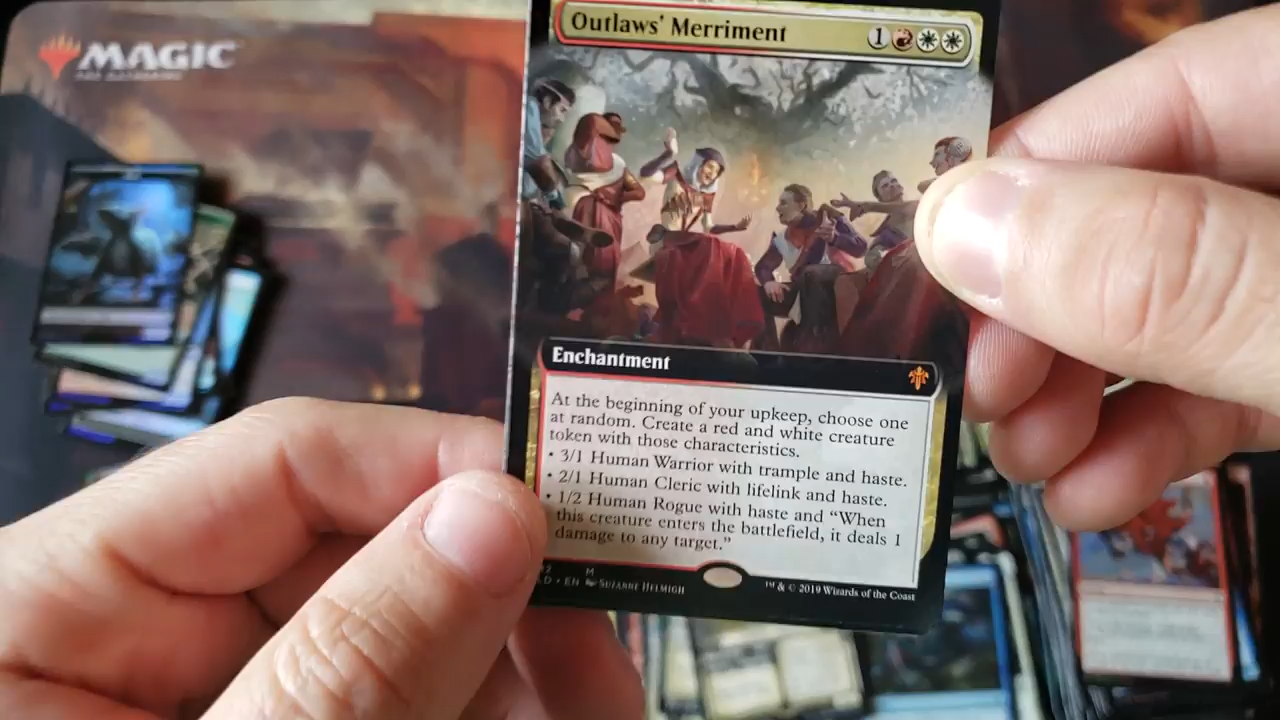 MAGIC
Outlaws' Merriment
1
Enchantment
At the beginning of your upkeep, choose one
at random. Create a red and white creature
token with those characteristics.
• 3/1 Human Warrior with trample and haste.
• 2/1 Human Cleric with lifelink and haste.
• 1/2 Human Rogue with haste and “When
this creature enters the battlefield, it deals 1
damage to any target.”
M
EN Suzanne Helmigh
™ & © 2019 Wizards of the Coast